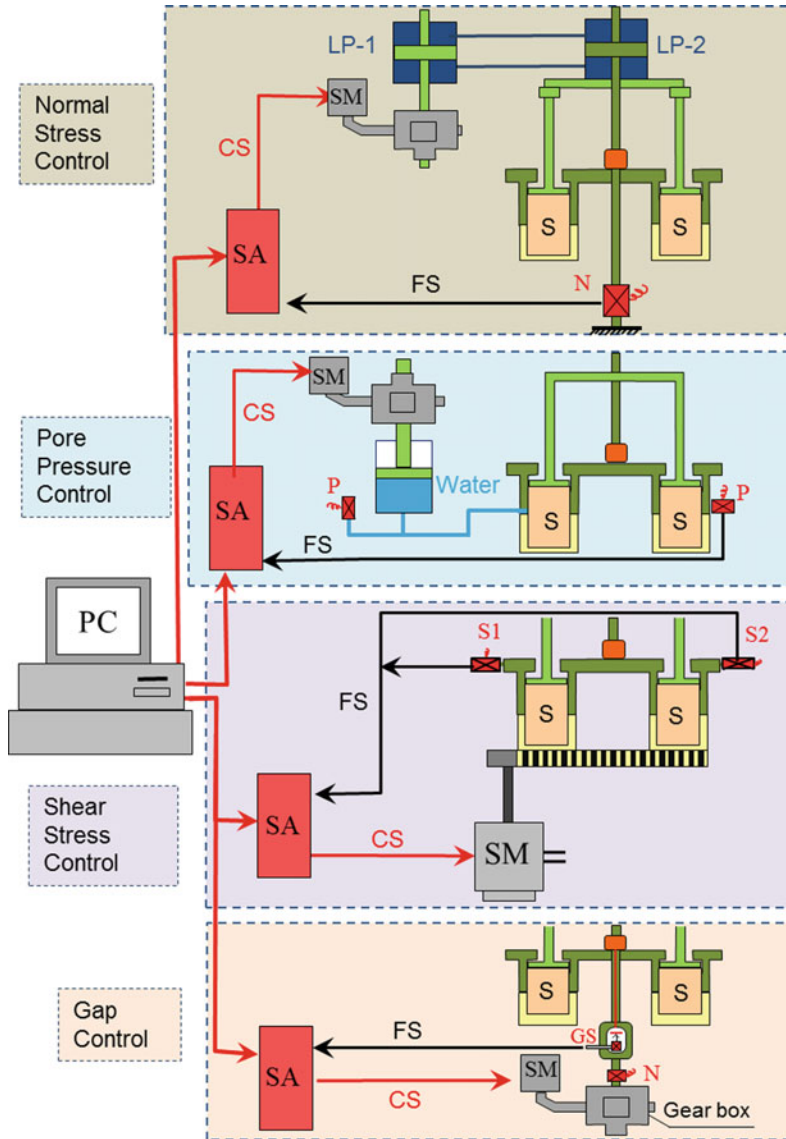 LP-1
LP-2
SM
Normal
Stress
Control
CS
S
S
SA
FS
N
SM
CS
Pore
Pressure
Control
P
Water
P
SA
S
S
FS
PC
S1
S2
FS
S
S
Shear
Stress
Control
SA
CS
SM
Gap
Control
S
S
FS
GS
SA
SM
CS
N
Gear box